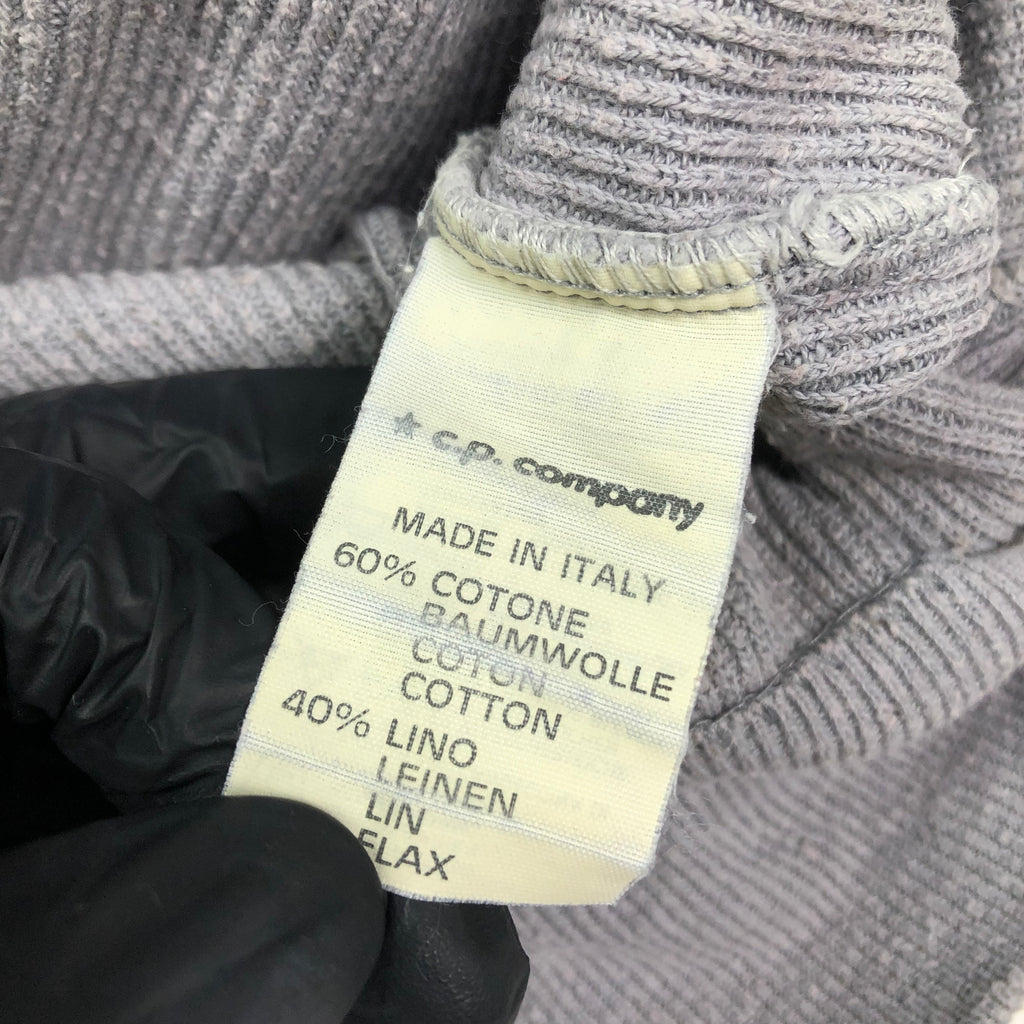 c.p. company
MADE IN ITALY
60% COTONE
BAUMWOLLE
COTON
COTTON
40% LINO
LEINEN
LIN
FLAX